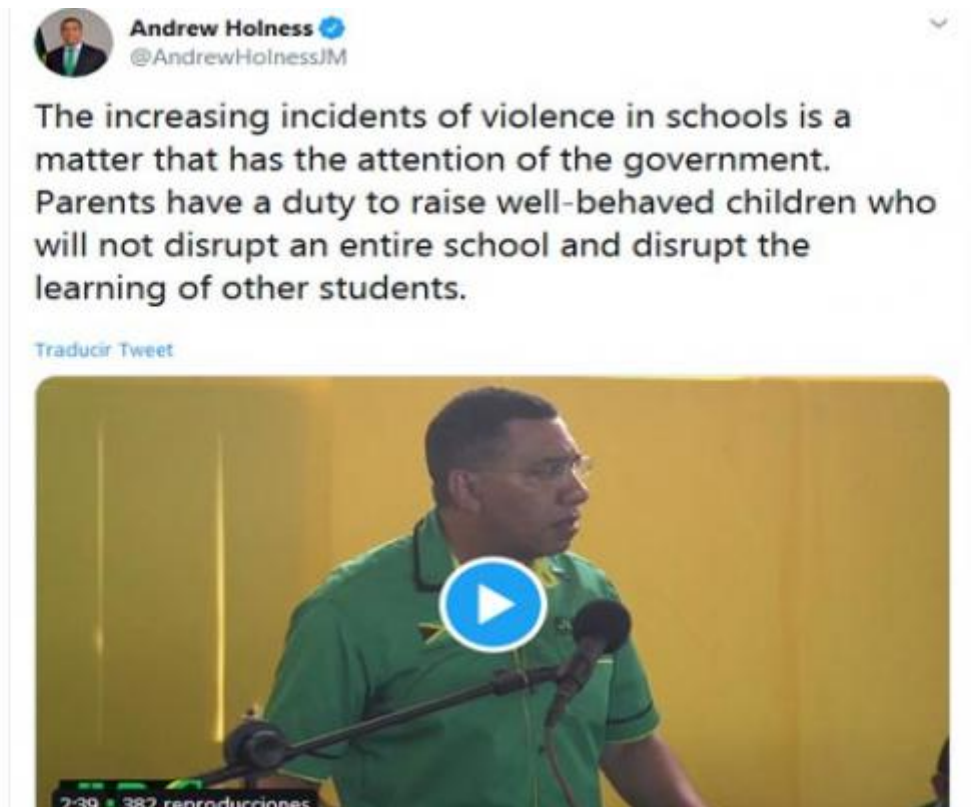 Andrew Holness
@AndrewHolnessJM
The increasing incidents of violence in schools is a
matter that has the attention of the government.
Parents have a duty to raise well-behaved children who
will not disrupt an entire school and disrupt the
learning of other students.
Traducir Tweet
2:39 382 reproducciones